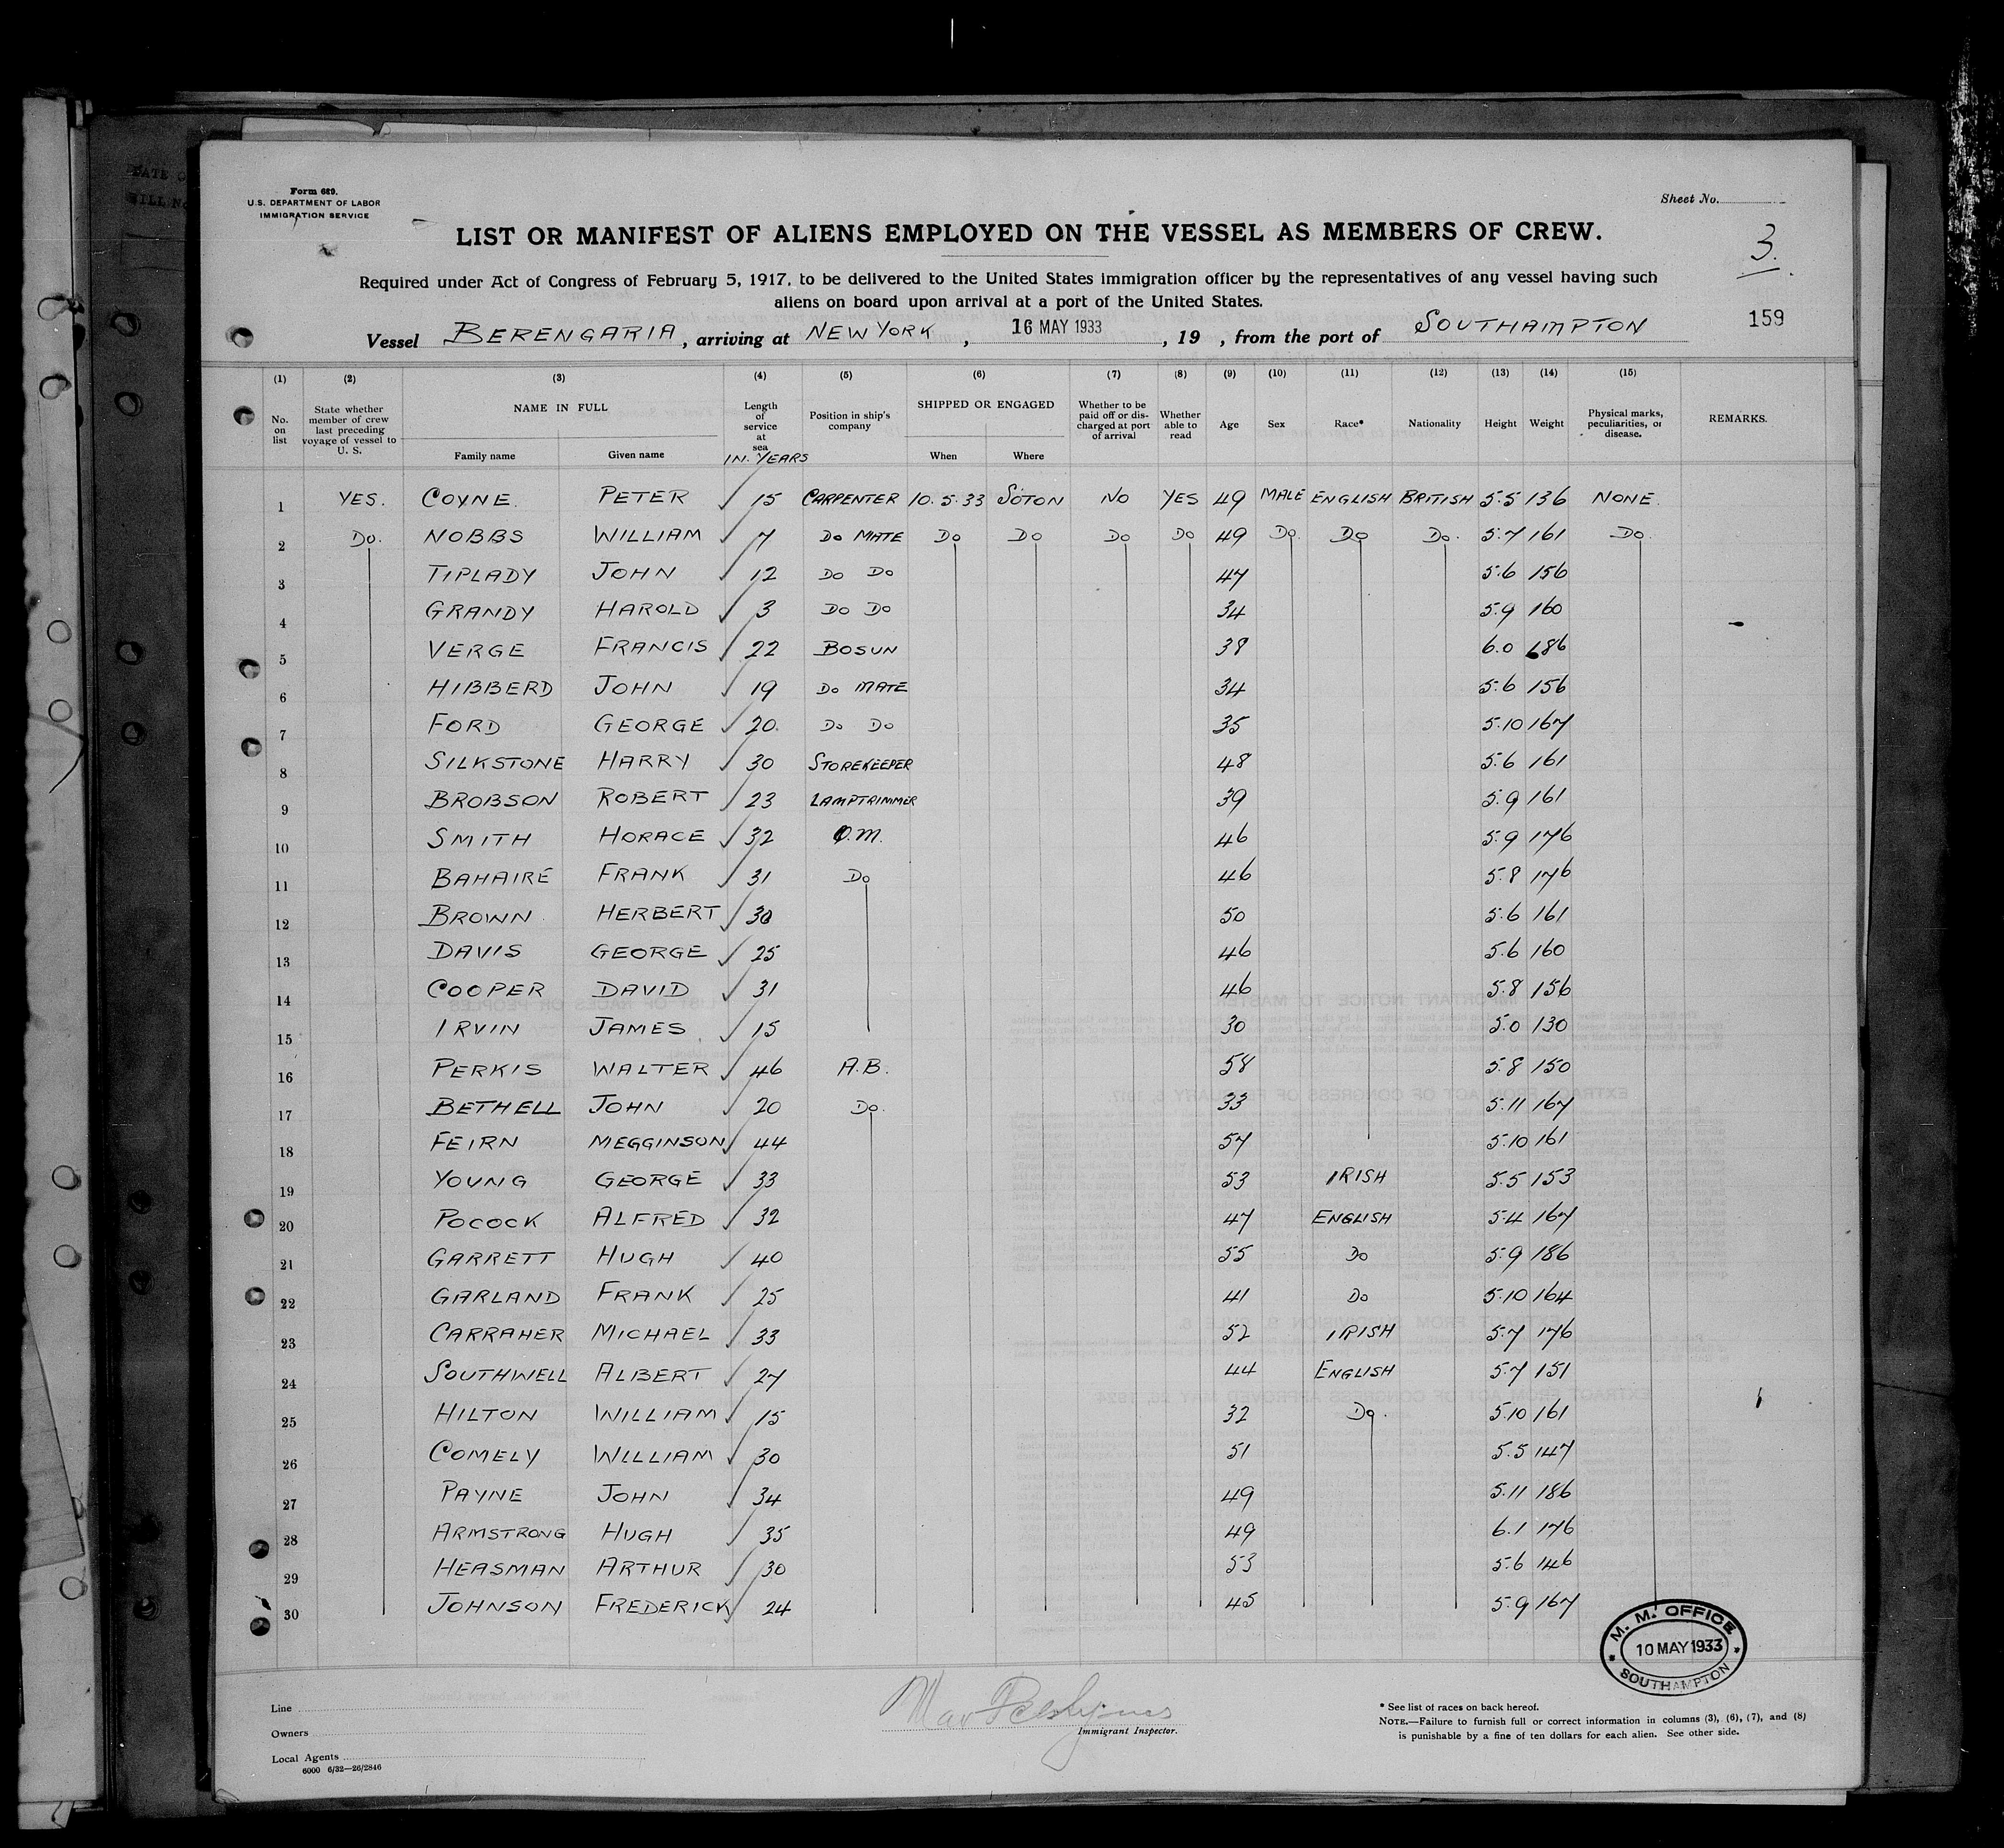 Form 689.
U.S. DEPARTMENT OF LABOR
IMMIGRATION SERVICE
Sheet No.
LIST OR MANIFEST OF ALIENS EMPLOYED ON THE VESSEL AS MEMBERS OF CREW.
3.
Required under Act of Congress of February 5, 1917, to be delivered to the United States immigration officer by the representatives of any vessel having such
aliens on board upon arrival at a port of the United States.
Vessel BERENGARIA, arriving at NEW YORK, 16 MAY 1933, 19 , from the port of SOUTHAMPTON 159
(1) (2) (3) (4) (5) (6) (7) (8) (9) (10) (11) (12) (13) (14) (15)
No. on list State whether member of crew last preceding voyage of vessel to U. S. NAME IN FULL Family name Given name Length of service at sea IN YEARS Position in ship's company SHIPPED OR ENGAGED When Where Whether to be paid off or discharged at port of arrival Whether able to read Age Sex Race* Nationality Height Weight Physical marks, peculiarities, or disease. REMARKS.
1 YES. COYNE PETER 15 CARPENTER 10.5.33 SOTON NO YES 49 MALE ENGLISH BRITISH 5.5 136 NONE.
2 Do. NOBBS WILLIAM 7 Do MATE Do Do Do Do 49 Do. Do Do. 5.7 161 Do.
3 TIPLADY JOHN 12 Do Do 47 5.6 156
4 GRANDY HAROLD 3 Do Do 34 5.9 160
5 VERGE FRANCIS 22 BOSUN 38 6.0 186
6 HIBBERD JOHN 19 Do MATE 34 5.6 156
7 FORD GEORGE 20. Do Do 35 5.10 167
8 SILKSTONE HARRY 30 STOREKEEPER 48 5.6 161
9 BROBSON ROBERT 23 LAMPTRIMMER 39 5.9 161
10 SMITH HORACE 32 Q.M. 46 5.9 176
11 BAHAIRE FRANK 31 Do 46 5.8 176
12 BROWN HERBERT 30 50 5.6 161
13 DAVIS GEORGE 25 46 5.6 160
14 COOPER DAVID 31 46 5.8 156
15 IRVIN JAMES 15 30 5.0 130
16 PERKIS WALTER 46 A.B. 58 5.8 150
17 BETHELL JOHN 20 Do. 33 5.11 167
18 FEIRN MEGGINSON 44 57 5.10 161
19 YOUNG GEORGE 33 53 IRISH 5.5 153
20 POCOCK ALFRED 32 47 ENGLISH 5.4 167
21 GARRETT HUGH 40 55 Do 5.9 186
22 GARLAND FRANK 25 41 Do 5.10 164
23 CARRAHER MICHAEL 33 52 IRISH 5.7 176
24 SOUTHWELL ALBERT 27 44 ENGLISH 5.7 151
25 HILTON WILLIAM 15 32 Do. 5.10 161
26 COMELY WILLIAM 30 51 5.5 147
27 PAYNE JOHN 34 49 5.11 186
28 ARMSTRONG HUGH 35 49 6.1 176
29 HEASMAN ARTHUR 30 53 5.6 146
30 JOHNSON FREDERICK 24 45 5.9 167
M. M. OFFICE
10 MAY 1933
SOUTHAMPTON
Line
Owners
Local Agents
6000 6/32—26/2846
Immigrant Inspector.
* See list of races on back hereof.
NOTE.—Failure to furnish full or correct information in columns (3), (6), (7), and (8)
is punishable by a fine of ten dollars for each alien. See other side.